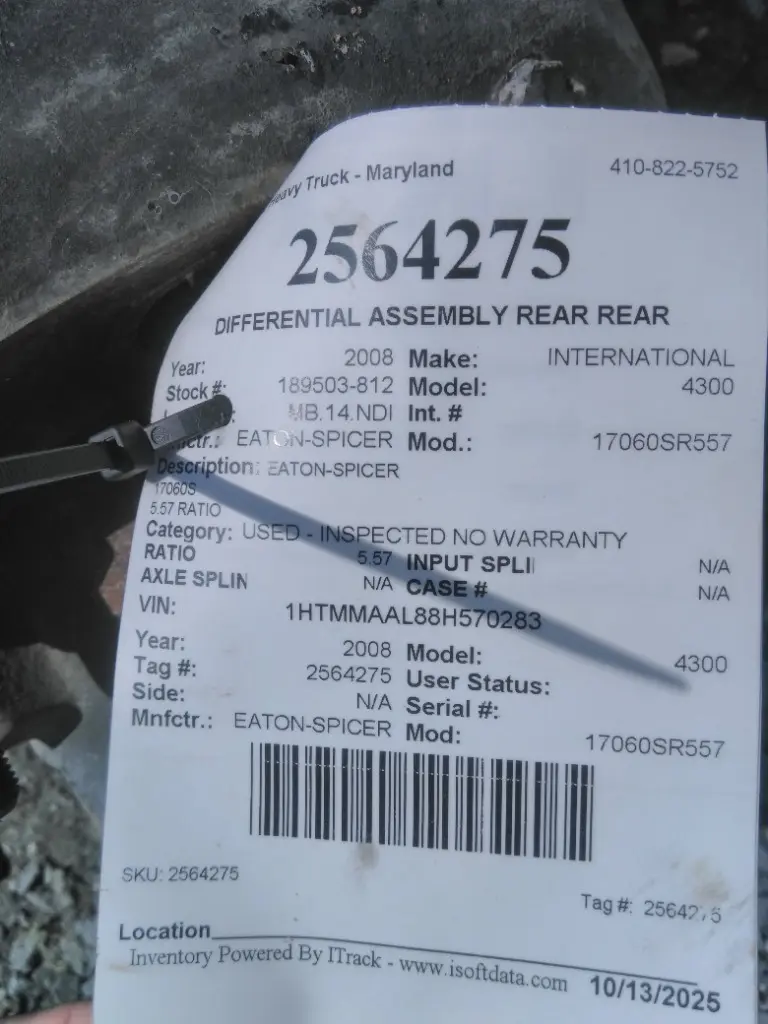 Truck - Maryland 410-822-5752
2564275
DIFFERENTIAL ASSEMBLY REAR REAR
Year: 2008 Make: INTERNATIONAL
Stock #: 189503-812 Model: 4300
MB.14.NDI Int. #
EATON-SPICER Mod.: 17060SR557
Description: EATON-SPICER
17060S
5.57 RATIO
Category: USED - INSPECTED NO WARRANTY
RATIO 5.57 INPUT SPLI N/A
AXLE SPLIN N/A CASE # N/A
VIN: 1HTMMAAL88H570283
Year: 2008 Model: 4300
Tag #: 2564275 User Status:
Side: N/A Serial #:
Mnfctr.: EATON-SPICER Mod: 17060SR557
SKU: 2564275
Tag #: 2564275
Location
Inventory Powered By ITrack - www.isoftdata.com 10/13/2025